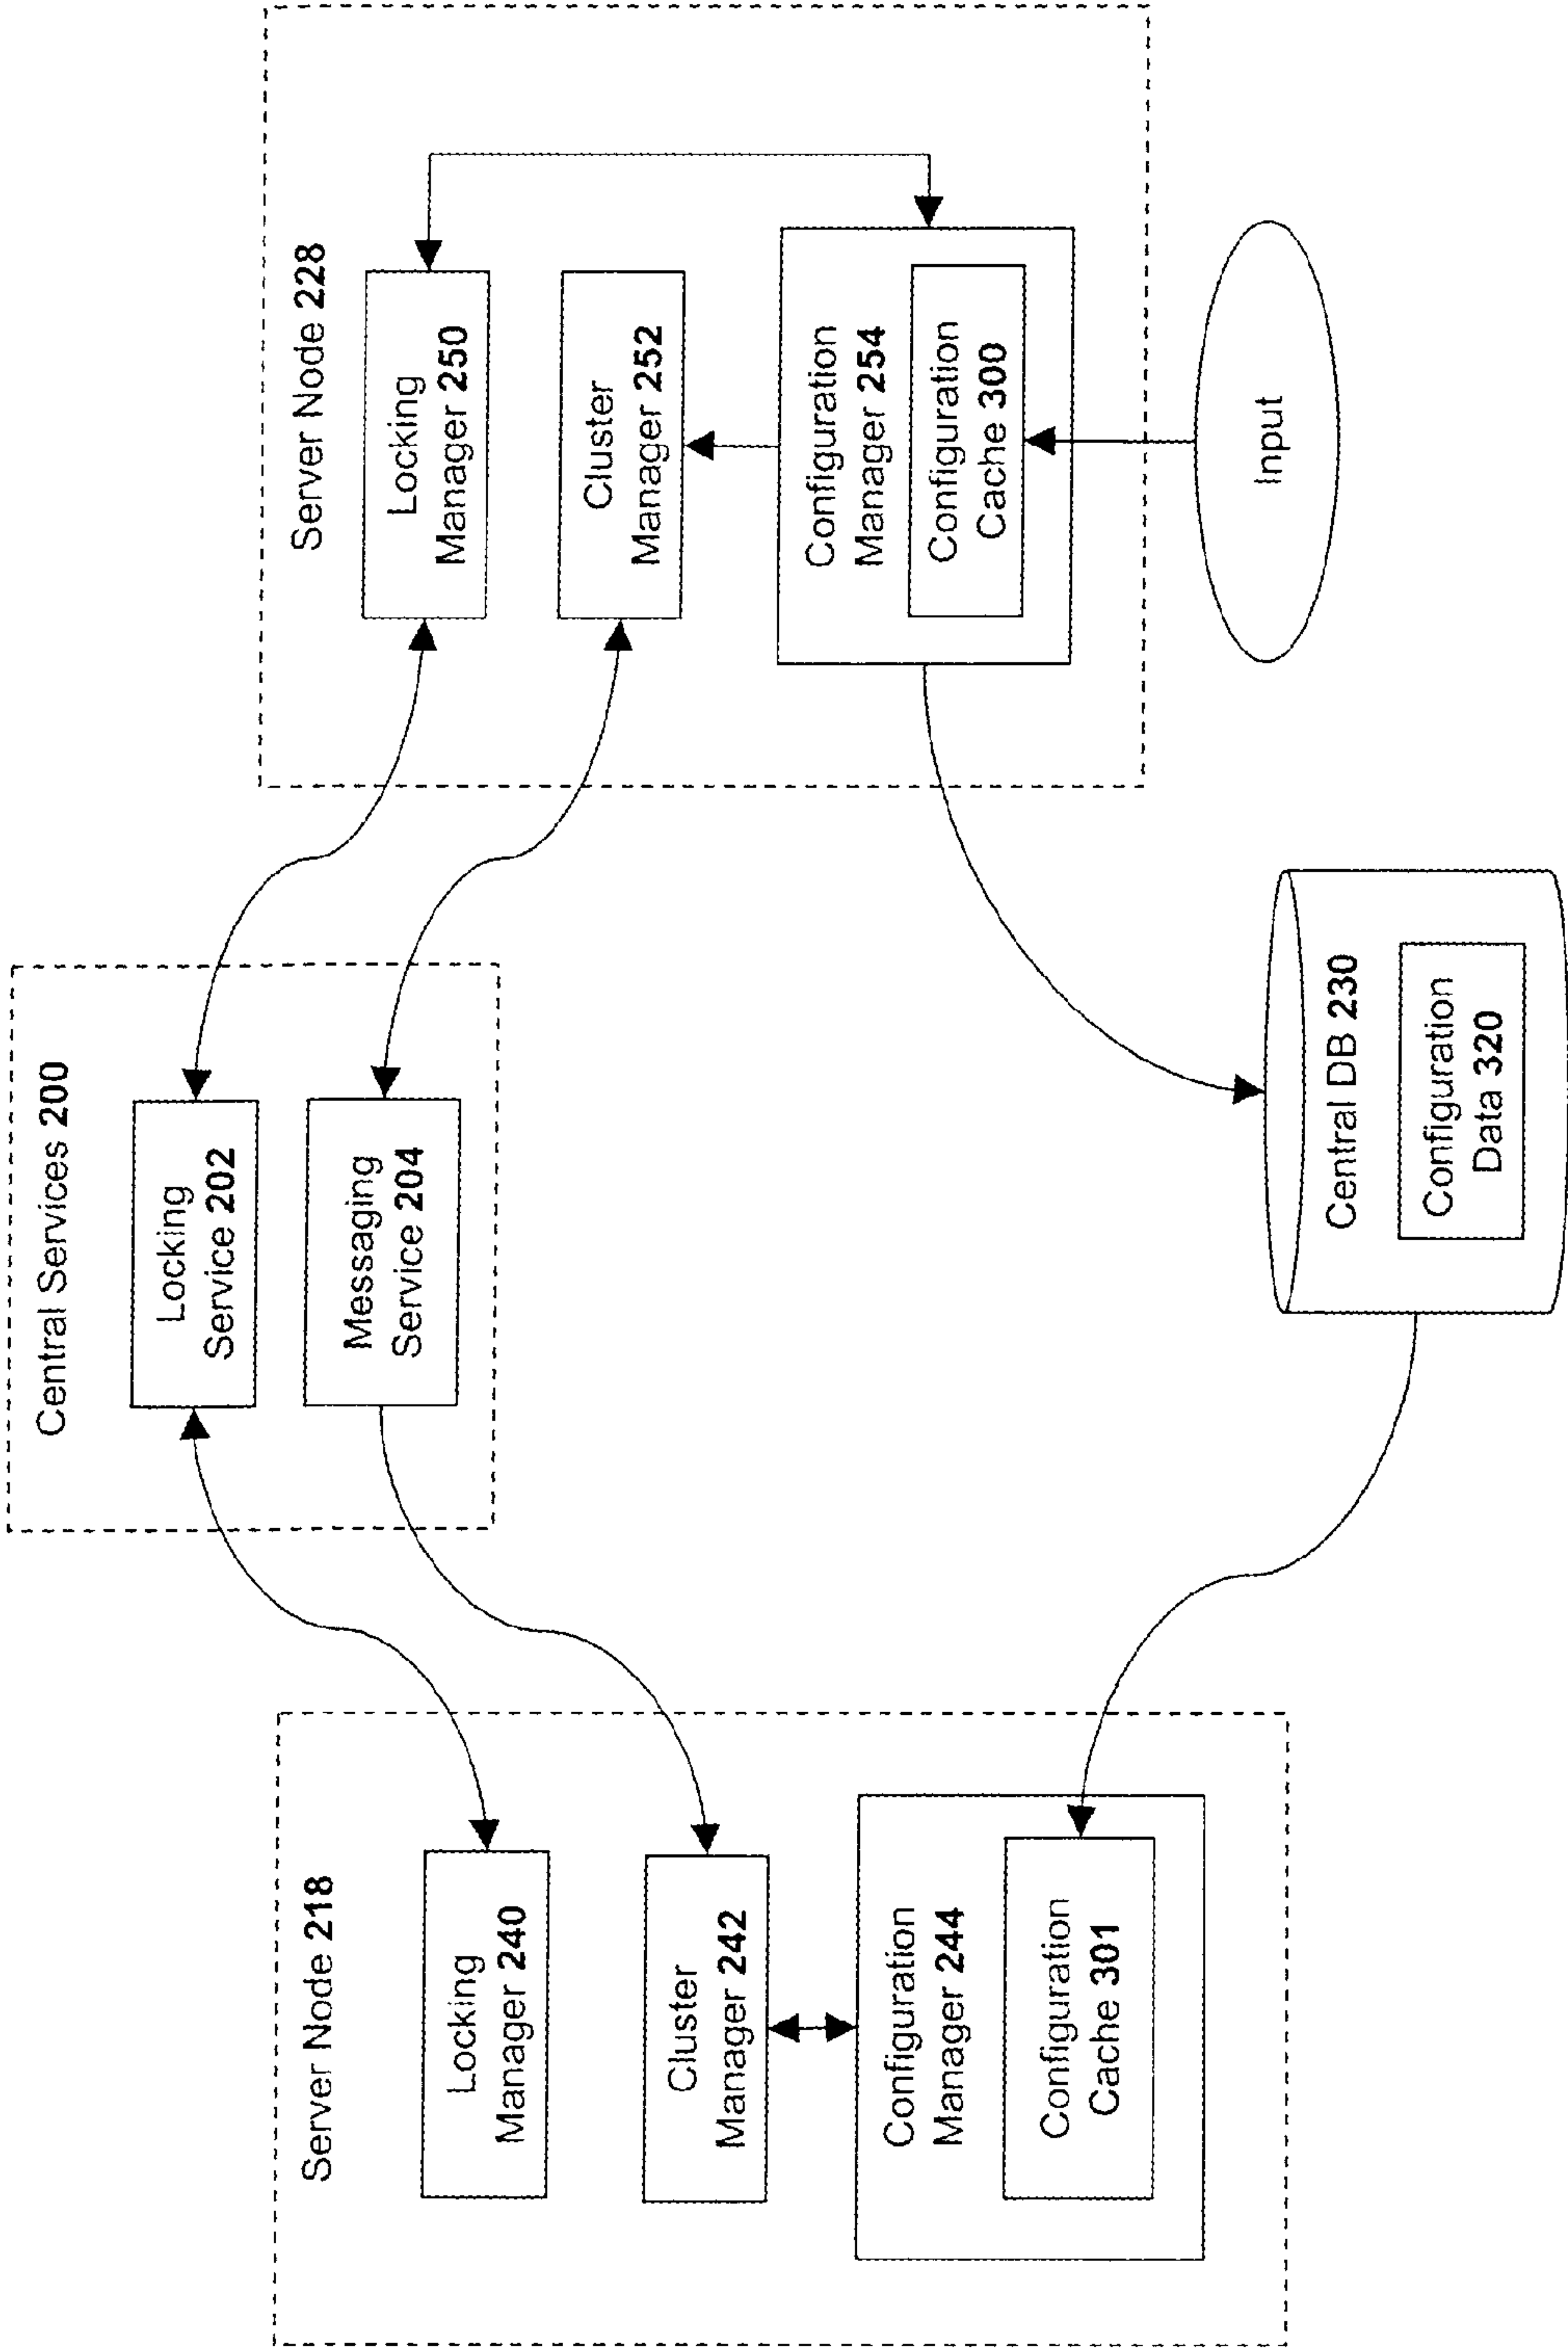 Central Services 200
Locking
Service 202
Messaging
Service 204
Server Node 218
Locking
Manager 240
Cluster
Manager 242
Configuration
Manager 244
Configuration
Cache 301
Server Node 228
Locking
Manager 250
Cluster
Manager 252
Configuration
Manager 254
Configuration
Cache 300
Central DB 230
Configuration
Data 320
Input